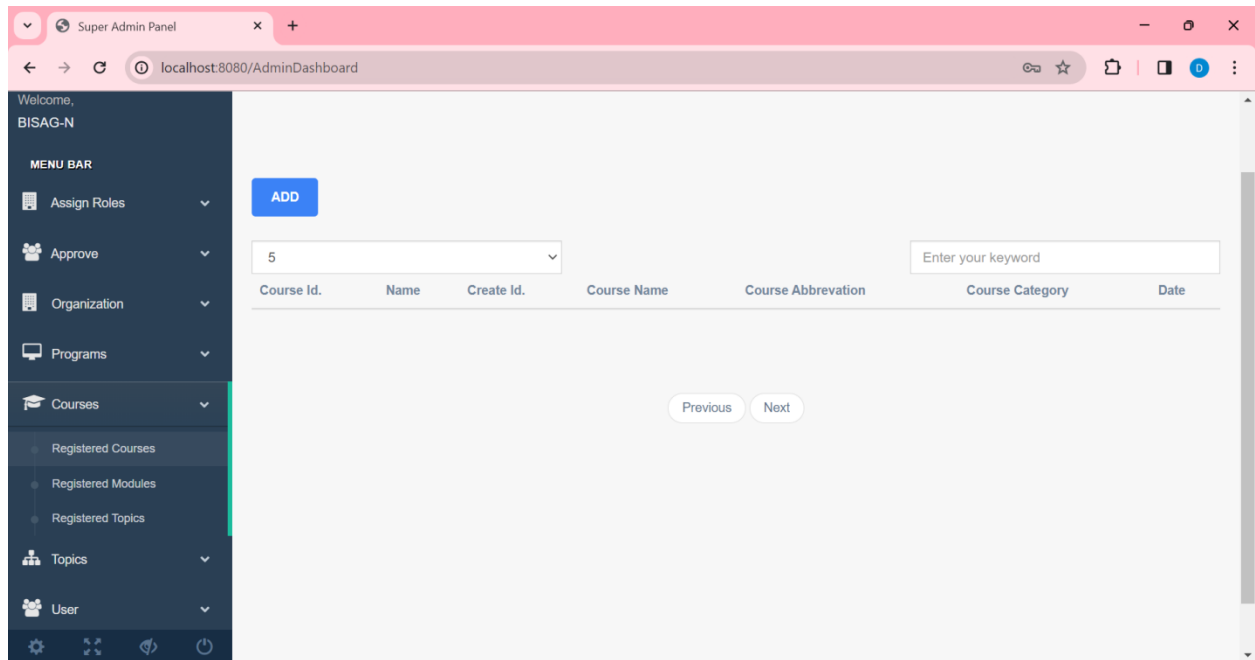 Super Admin Panel
localhost:8080/AdminDashboard
D
Welcome,
BISAG-N
MENU BAR
Assign Roles
Approve
Organization
Programs
Courses
Registered Courses
Registered Modules
Registered Topics
Topics
User
ADD
5
Enter your keyword
Course Id. Name Create Id. Course Name Course Abbrevation Course Category Date
Previous Next